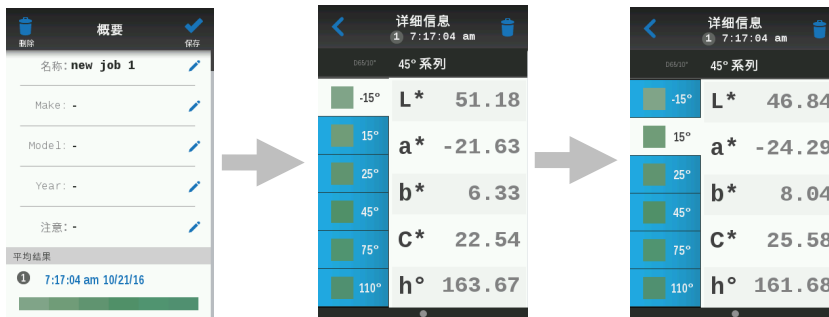 概要
删除
保存
名称: new job 1
Make: -
Model: -
Year: -
注意: -
平均结果
1 7:17:04 am 10/21/16
详细信息
1 7:17:04 am
D65/10° 45° 系列
-15° L* 51.18
15° a* -21.63
25° b* 6.33
45° C* 22.54
75°
110° h° 163.67
详细信息
1 7:17:04 am
D65/10° 45° 系列
-15° L* 46.84
15° a* -24.29
25° b* 8.04
45° C* 25.58
75°
110° h° 161.68